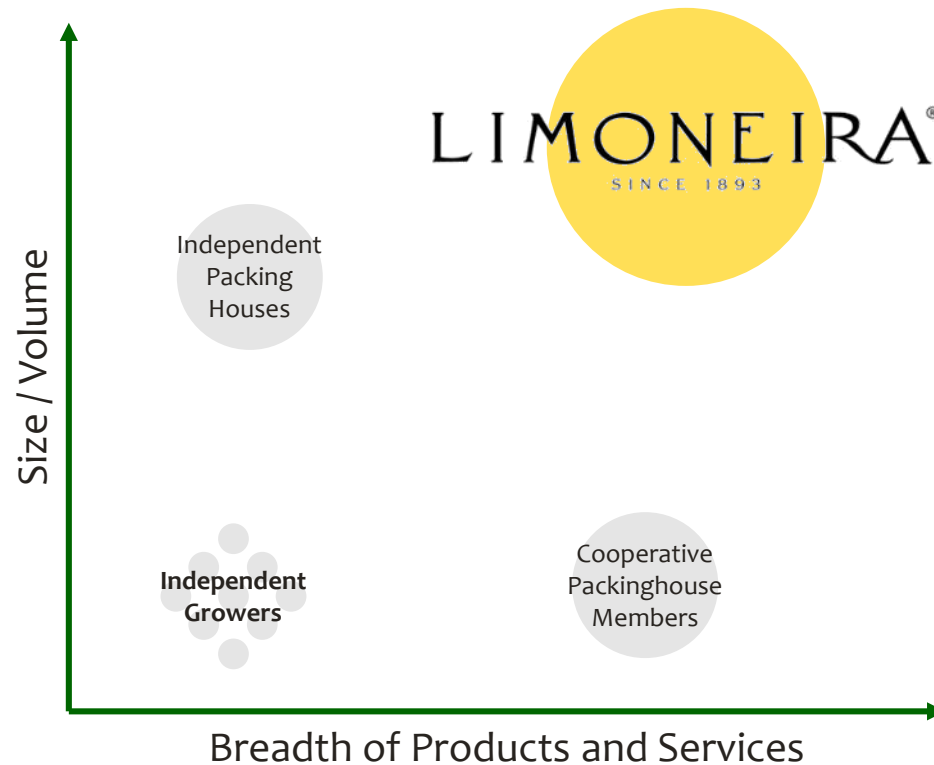 LIMONEIRA®
SINCE 1893
Independent
Packing
Houses
Size / Volume
Independent
Growers
Cooperative
Packinghouse
Members
Breadth of Products and Services